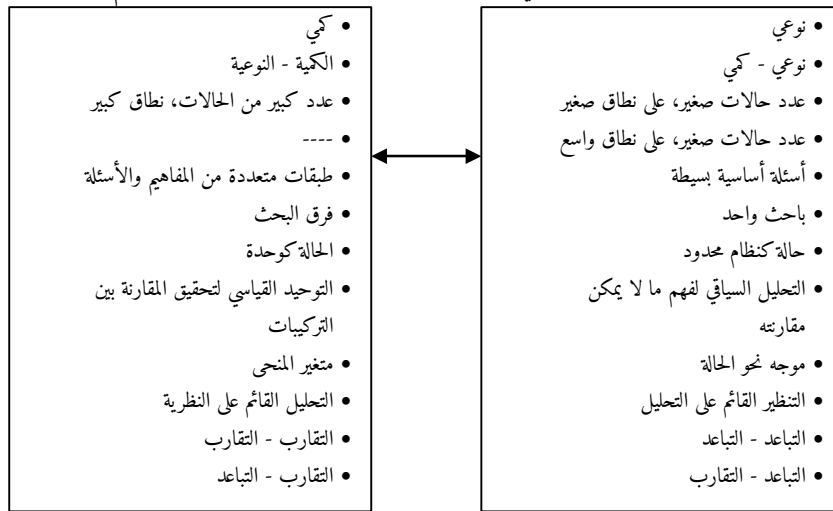 • نوعي
• نوعي - كمي
• عدد حالات صغير، على نطاق صغير
• عدد حالات صغير، على نطاق واسع
• أسئلة أساسية بسيطة
• باحث واحد
• حالة كنظام محدود
• التحليل السياقي لفهم ما لا يمكن
مقارنته
• موجه نحو الحالة
• التنظير القائم على التحليل
• التباعد - التباعد
• التباعد - التقارب
• كمي
• الكمية - النوعية
• عدد كبير من الحالات، نطاق كبير
• ----
• طبقات متعددة من المفاهيم والأسئلة
• فرق البحث
• الحالة كوحدة
• التوحيد القياسي لتحقيق المقارنة بين
التركيبات
• متغير المنحى
• التحليل القائم على النظرية
• التقارب - التقارب
• التقارب - التباعد